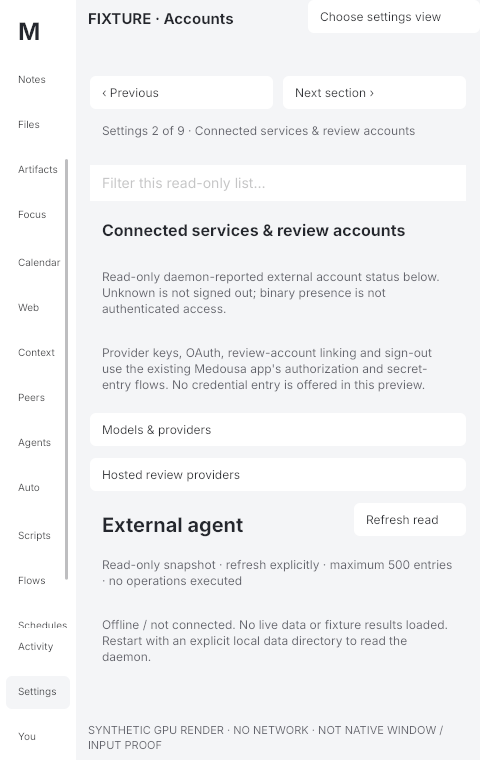 M
Notes
Files
Artifacts
Focus
Calendar
Web
Context
Peers
Agents
Auto
Scripts
Flows
Schedules
Activity
Settings
You
FIXTURE · Accounts
Choose settings view
‹ Previous
Next section ›
Settings 2 of 9 · Connected services & review accounts
Filter this read-only list...
Connected services & review accounts
Read-only daemon-reported external account status below.
Unknown is not signed out; binary presence is not
authenticated access.
Provider keys, OAuth, review-account linking and sign-out
use the existing Medousa app's authorization and secret-
entry flows. No credential entry is offered in this preview.
Models & providers
Hosted review providers
External agent
Refresh read
Read-only snapshot · refresh explicitly · maximum 500 entries
· no operations executed
Offline / not connected. No live data or fixture results loaded.
Restart with an explicit local data directory to read the
daemon.
SYNTHETIC GPU RENDER · NO NETWORK · NOT NATIVE WINDOW /
INPUT PROOF